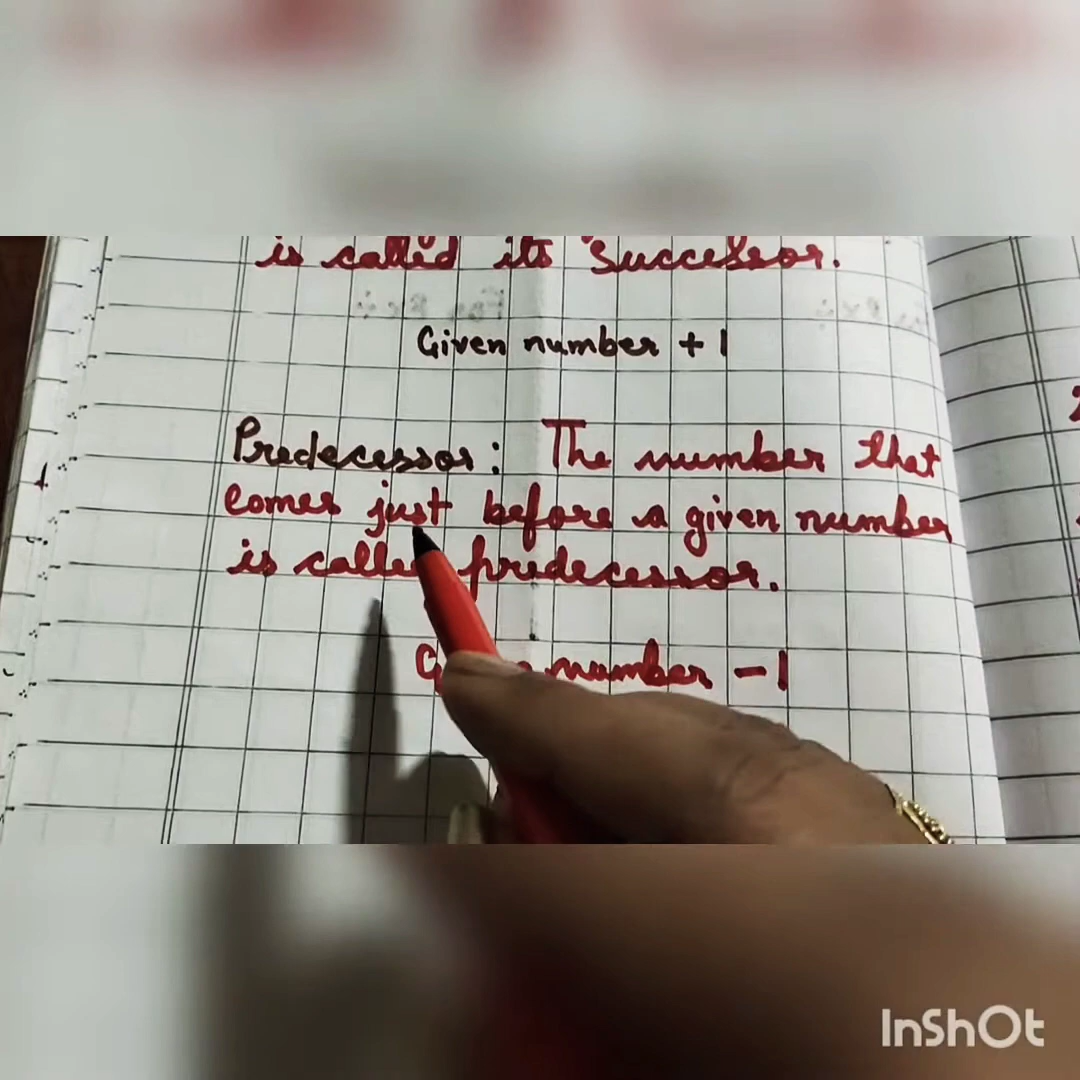 is called its Successor.
Given number + 1
Predecessor: The number that
comes just before a given number
is called predecessor.
number - 1
InShOt